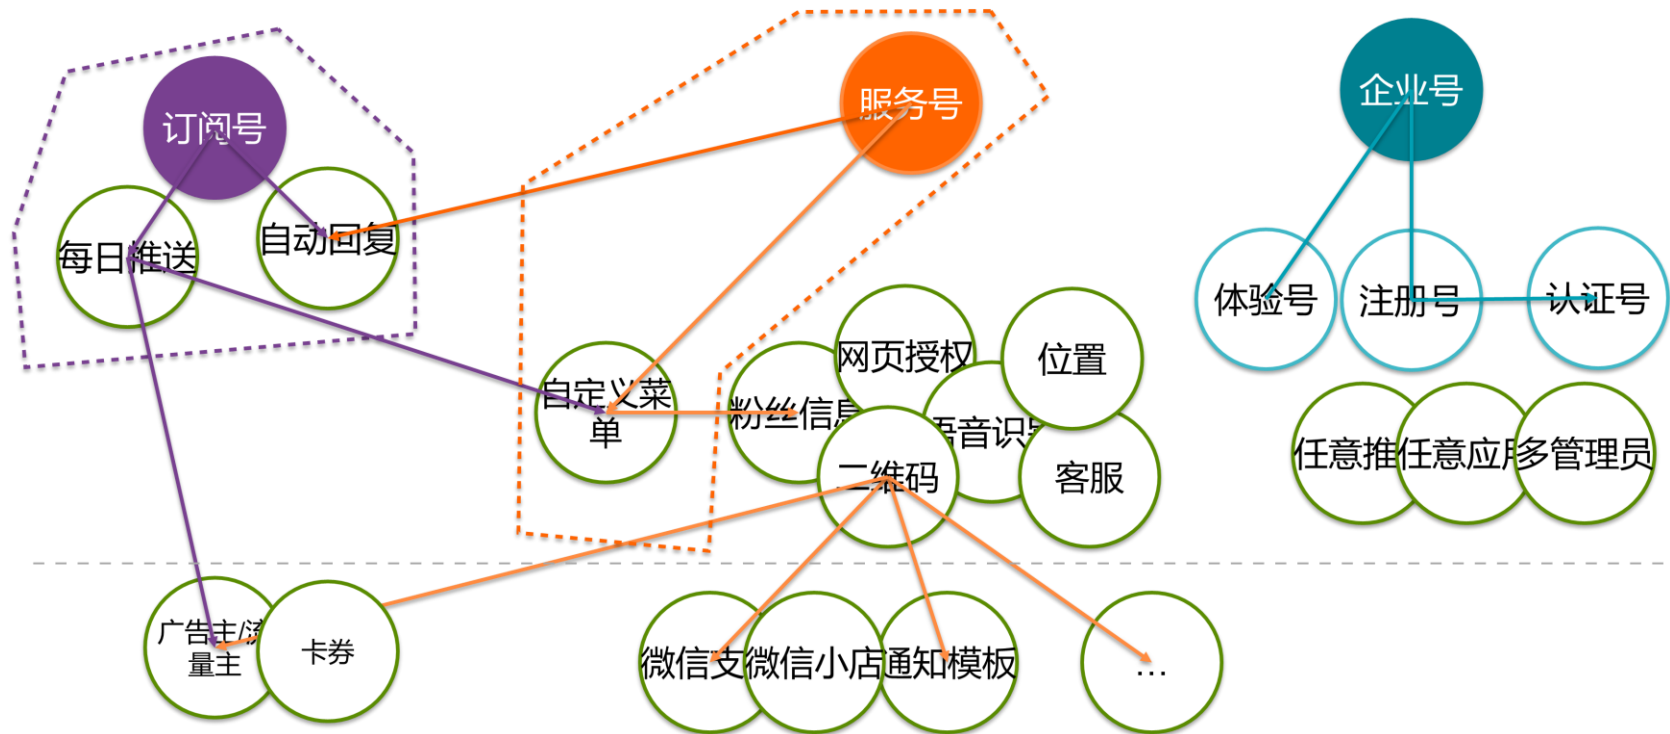 订阅号
服务号
企业号
每日推送
自动回复
体验号
注册号
认证号
自定义菜
单
粉丝信息
网页授权
语音识别
位置
二维码
客服
任意推
任意应用
多管理员
广告主/流
量主
卡券
微信支
微信小店
通知模板
...